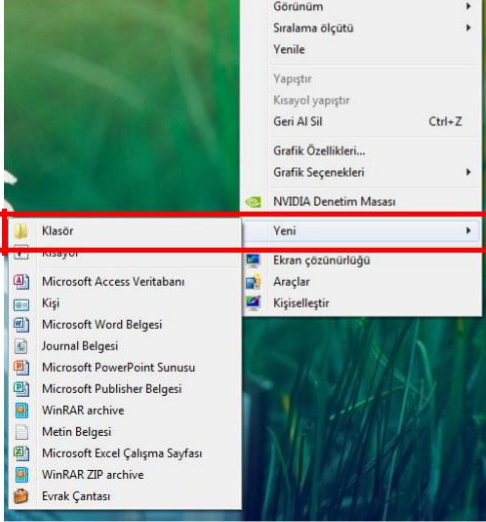 Görünüm
Sıralama ölçütü
Yenile
Yapıştır
Kısayol yapıştır
Geri Al Sil Ctrl+Z
Grafik Özellikleri...
Grafik Seçenekleri
NVIDIA Denetim Masası
Yeni
Ekran çözünürlüğü
Araçlar
Kişiselleştir
Klasör
Kısayol
Microsoft Access Veritabanı
Kişi
Microsoft Word Belgesi
Journal Belgesi
Microsoft PowerPoint Sunusu
Microsoft Publisher Belgesi
WinRAR archive
Metin Belgesi
Microsoft Excel Çalışma Sayfası
WinRAR ZIP archive
Evrak Çantası